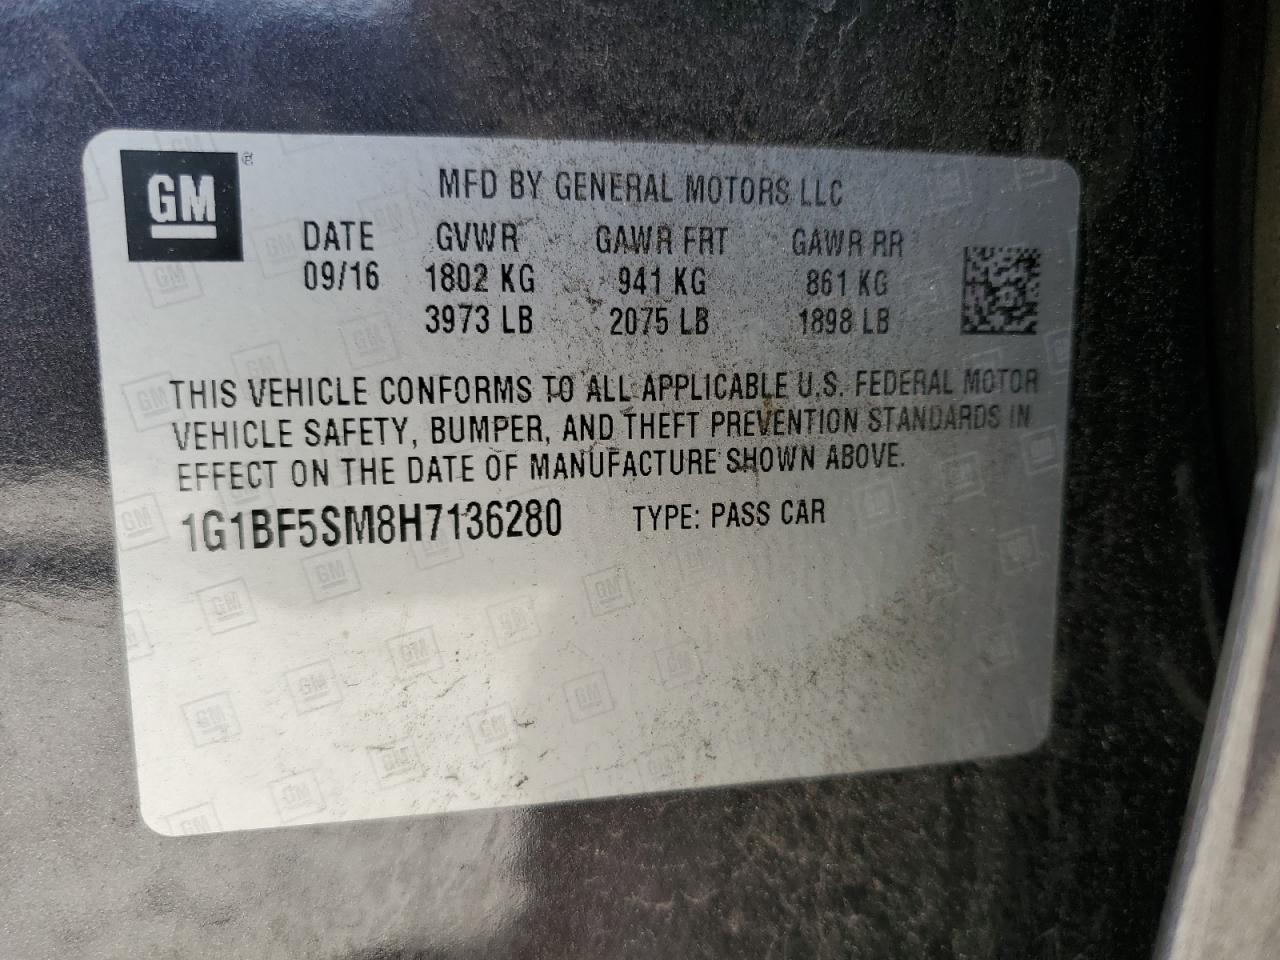 GM ®
MFD BY GENERAL MOTORS LLC
DATE GVWR GAWR FRT GAWR RR
09/16 1802 KG 941 KG 861 KG
3973 LB 2075 LB 1898 LB
THIS VEHICLE CONFORMS TO ALL APPLICABLE U.S. FEDERAL MOTOR
VEHICLE SAFETY, BUMPER, AND THEFT PREVENTION STANDARDS IN
EFFECT ON THE DATE OF MANUFACTURE SHOWN ABOVE.
1G1BF5SM8H7136280 TYPE: PASS CAR